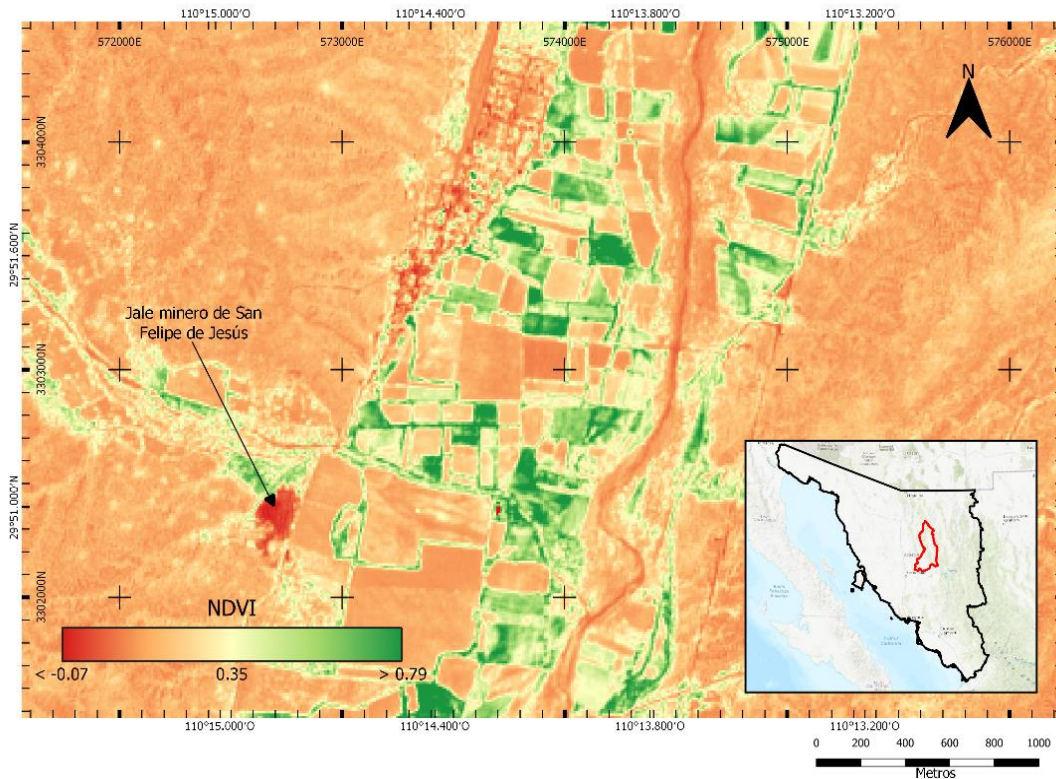 110°15.000'O 110°14.400'O 110°13.800'O 110°13.200'O
572000E 573000E 574000E 575000E 576000E
N
3304000N
29°51.600'N
Jale minero de San
Felipe de Jesús
3303000N
29°51.000'N
3302000N
NDVI
< -0.07 0.35 > 0.79
110°15.000'O 110°14.400'O 110°13.800'O 110°13.200'O
0 200 400 600 800 1000
Metros